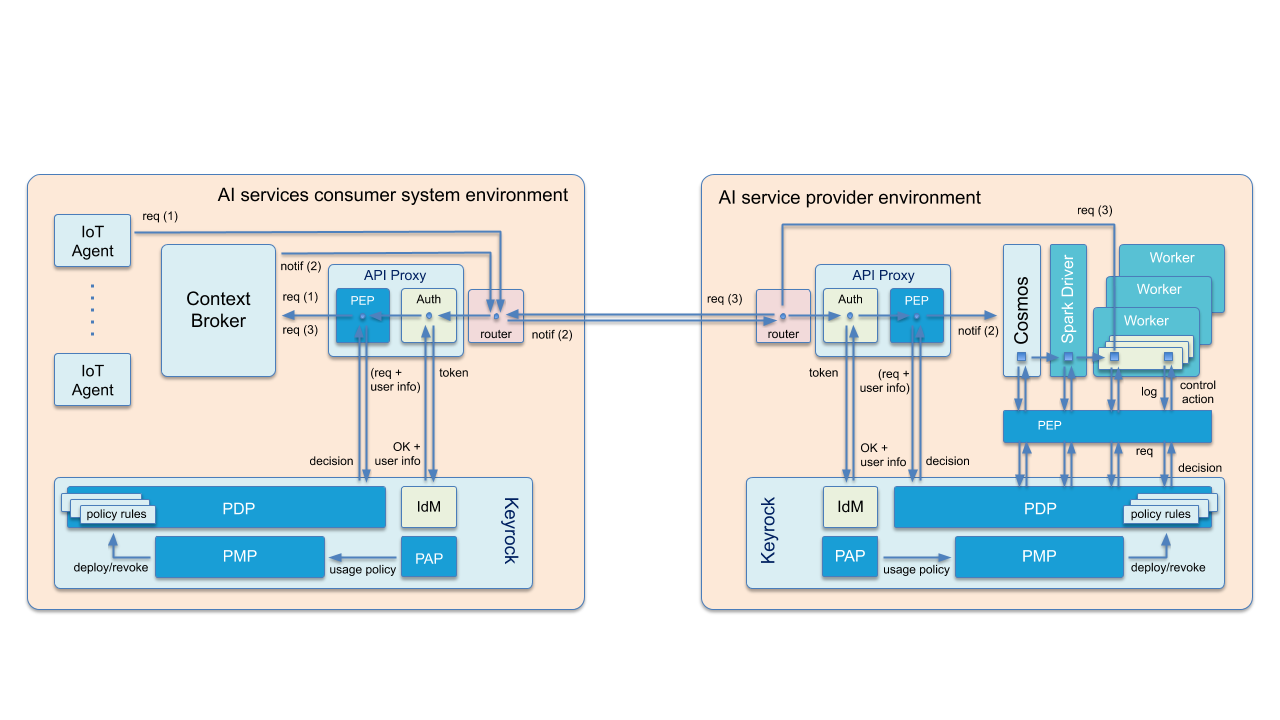 AI services consumer system environment
req (1)
IoT
Agent
notif (2)
Context
Broker
API Proxy
req (1)
PEP
Auth
req (3)
router
notif (2)
IoT
Agent
(req +
user info)
token
OK +
user info
decision
policy rules
PDP
IdM
Keyrock
deploy/revoke
PMP
usage policy
PAP
AI service provider environment
req (3)
req (3)
router
API Proxy
Auth
PEP
notif (2)
Cosmos
Spark Driver
Worker
Worker
Worker
token
(req +
user info)
log
control
action
PEP
OK +
user info
decision
req
decision
Keyrock
IdM
PDP
policy rules
PAP
usage policy
PMP
deploy/revoke